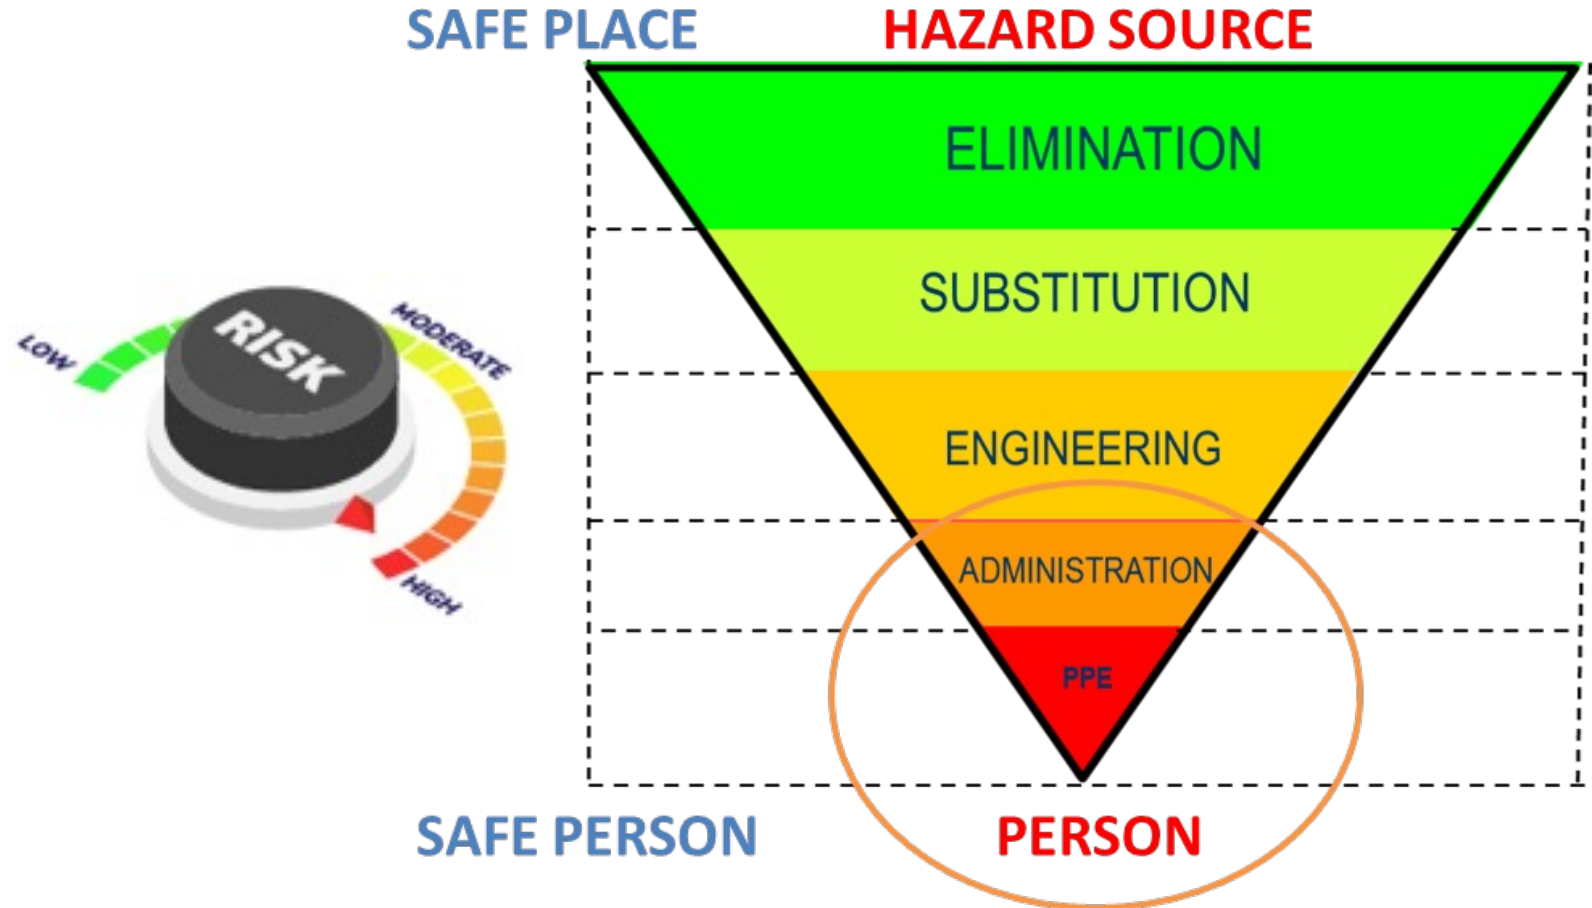 SAFE PLACE
HAZARD SOURCE
ELIMINATION
SUBSTITUTION
ENGINEERING
ADMINISTRATION
PPE
LOW
RISK
MODERATE
HIGH
SAFE PERSON
PERSON